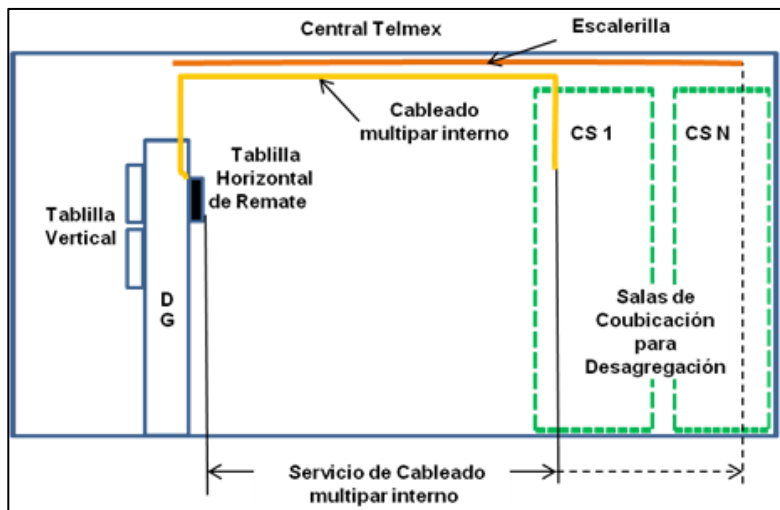 Central Telmex
Escalerilla
Cableado
multipar interno
CS 1
CS N
Tablilla
Horizontal
de Remate
Tablilla
Vertical
D
G
Salas de
Coubicación
para
Desagregación
Servicio de Cableado
multipar interno